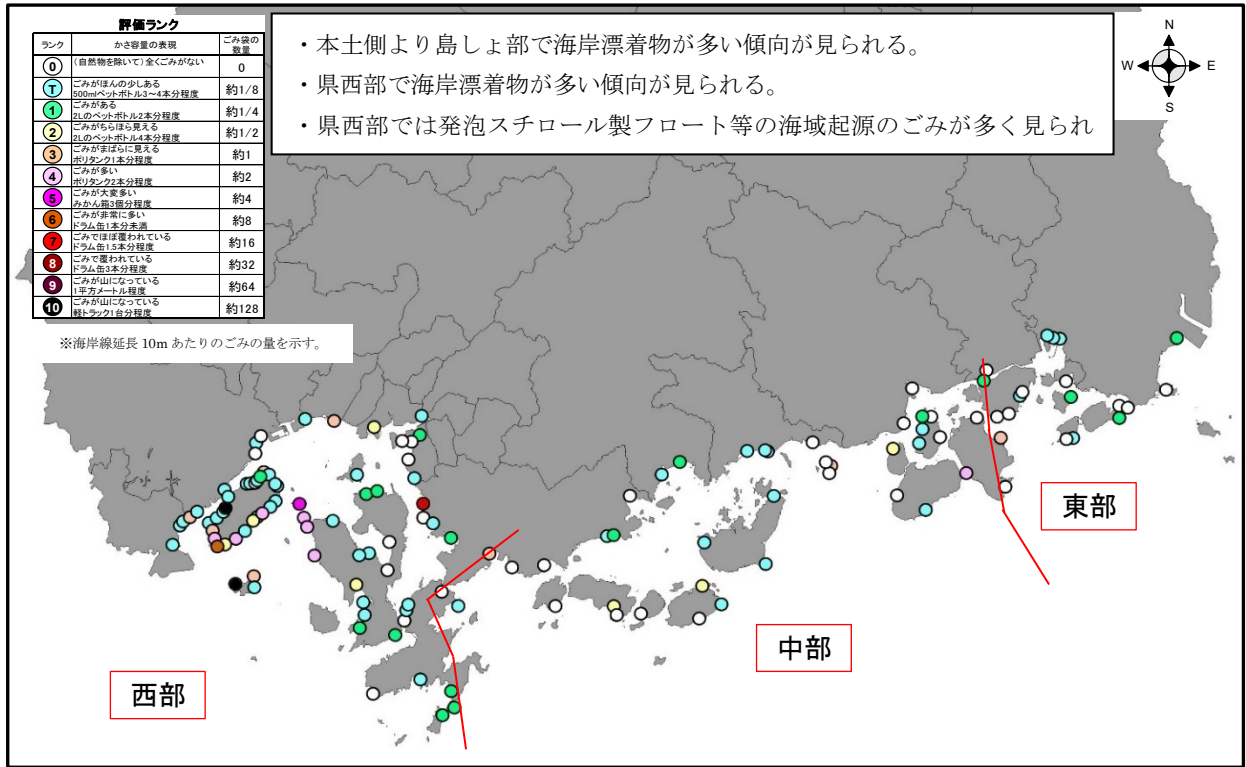 評価ランク
ランク かさ容量の表現 ごみ袋の数量
0 (自然物を除いて)全くごみがない 0
T ごみがほんの少しある 500mlペットボトル3~4本分程度 約1/8
1 ごみがある 2Lのペットボトル2本分程度 約1/4
2 ごみがちらほら見える 2Lのペットボトル4本分程度 約1/2
3 ごみがまばらに見える ポリタンク1本分程度 約1
4 ごみが多い ポリタンク2本分程度 約2
5 ごみが大変多い みかん箱3個分程度 約4
6 ごみが非常に多い ドラム缶1本分未満 約8
7 ごみでほぼ覆われている ドラム缶1.5本分程度 約16
8 ごみで覆われている ドラム缶3本分程度 約32
9 ごみが山になっている 1平方メートル程度 約64
10 ごみが山になっている 軽トラック1台分程度 約128
※海岸線延長 10m あたりのごみの量を示す。
・本土側より島しょ部で海岸漂着物が多い傾向が見られる。
・県西部で海岸漂着物が多い傾向が見られる。
・県西部では発泡スチロール製フロート等の海域起源のごみが多く見られ
N
W E
S
東部
中部
西部